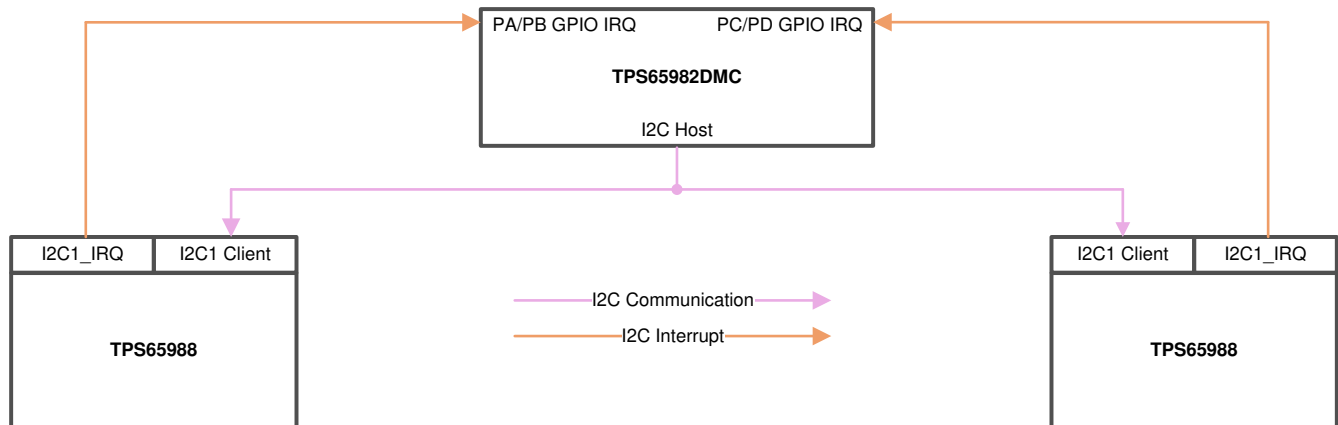 PA/PB GPIO IRQ PC/PD GPIO IRQ
TPS65982DMC
I2C Host
I2C1_IRQ I2C1 Client I2C1 Client I2C1_IRQ
I2C Communication
I2C Interrupt
TPS65988 TPS65988